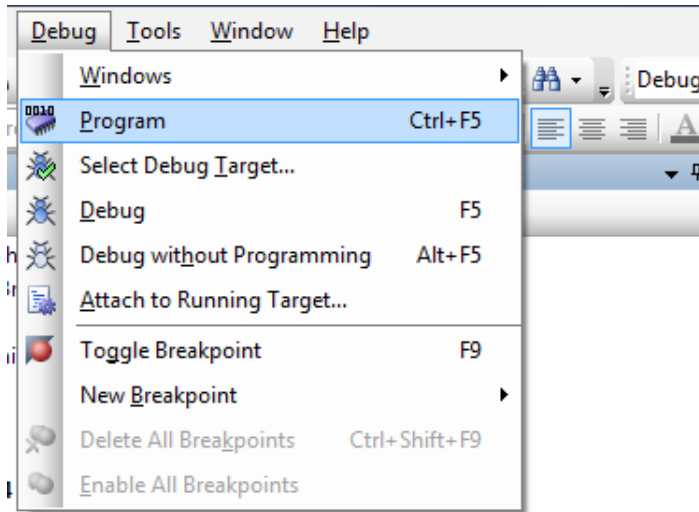 Debug Tools Window Help
Windows
Debug
0010
Program Ctrl+F5
A
Select Debug Target...
Debug F5
Debug without Programming Alt+F5
Attach to Running Target...
Toggle Breakpoint F9
New Breakpoint
Delete All Breakpoints Ctrl+Shift+F9
Enable All Breakpoints